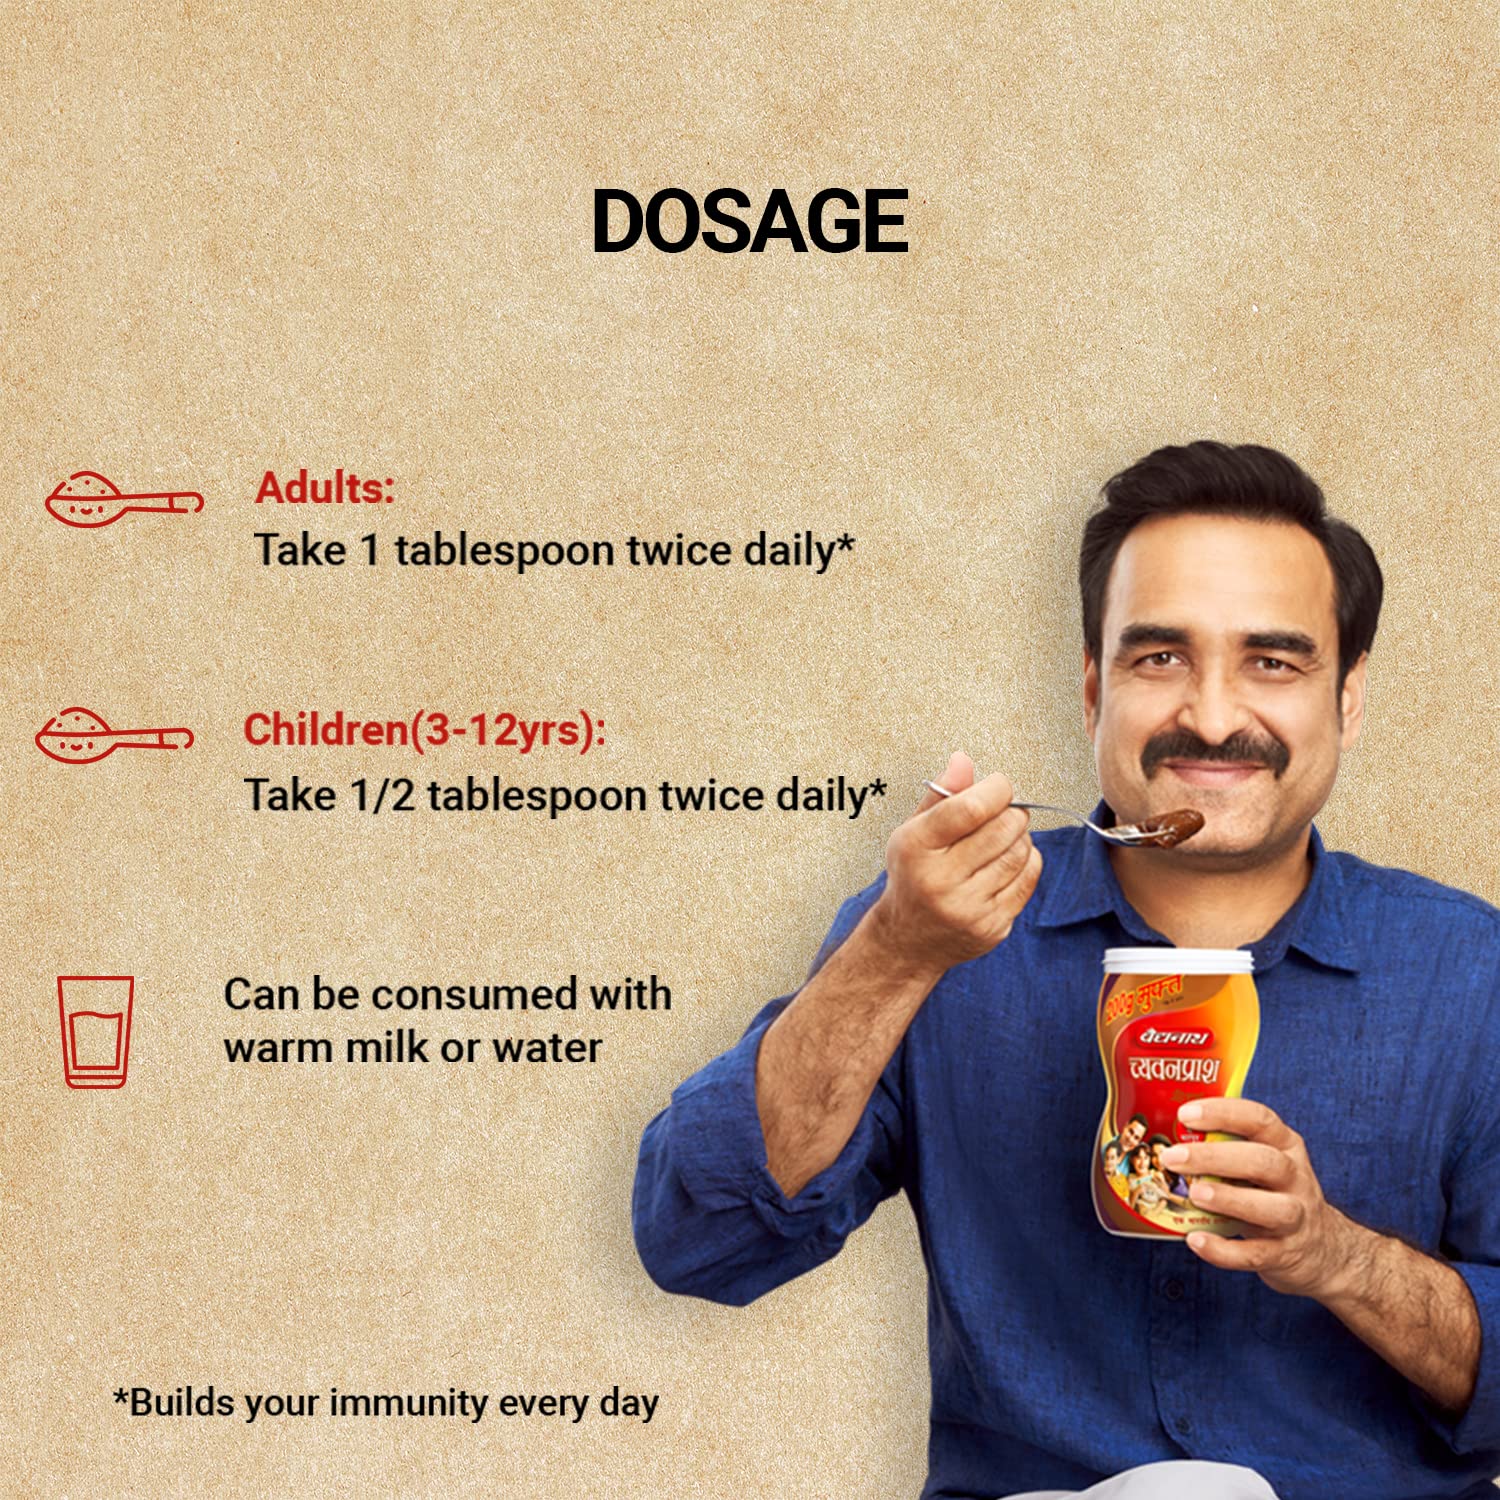 DOSAGE
Adults:
Take 1 tablespoon twice daily*
Children(3-12yrs):
Take 1/2 tablespoon twice daily*
Can be consumed with
warm milk or water
200g मुफ्त
वैद्यनाथ
च्यवनप्राश
*Builds your immunity every day